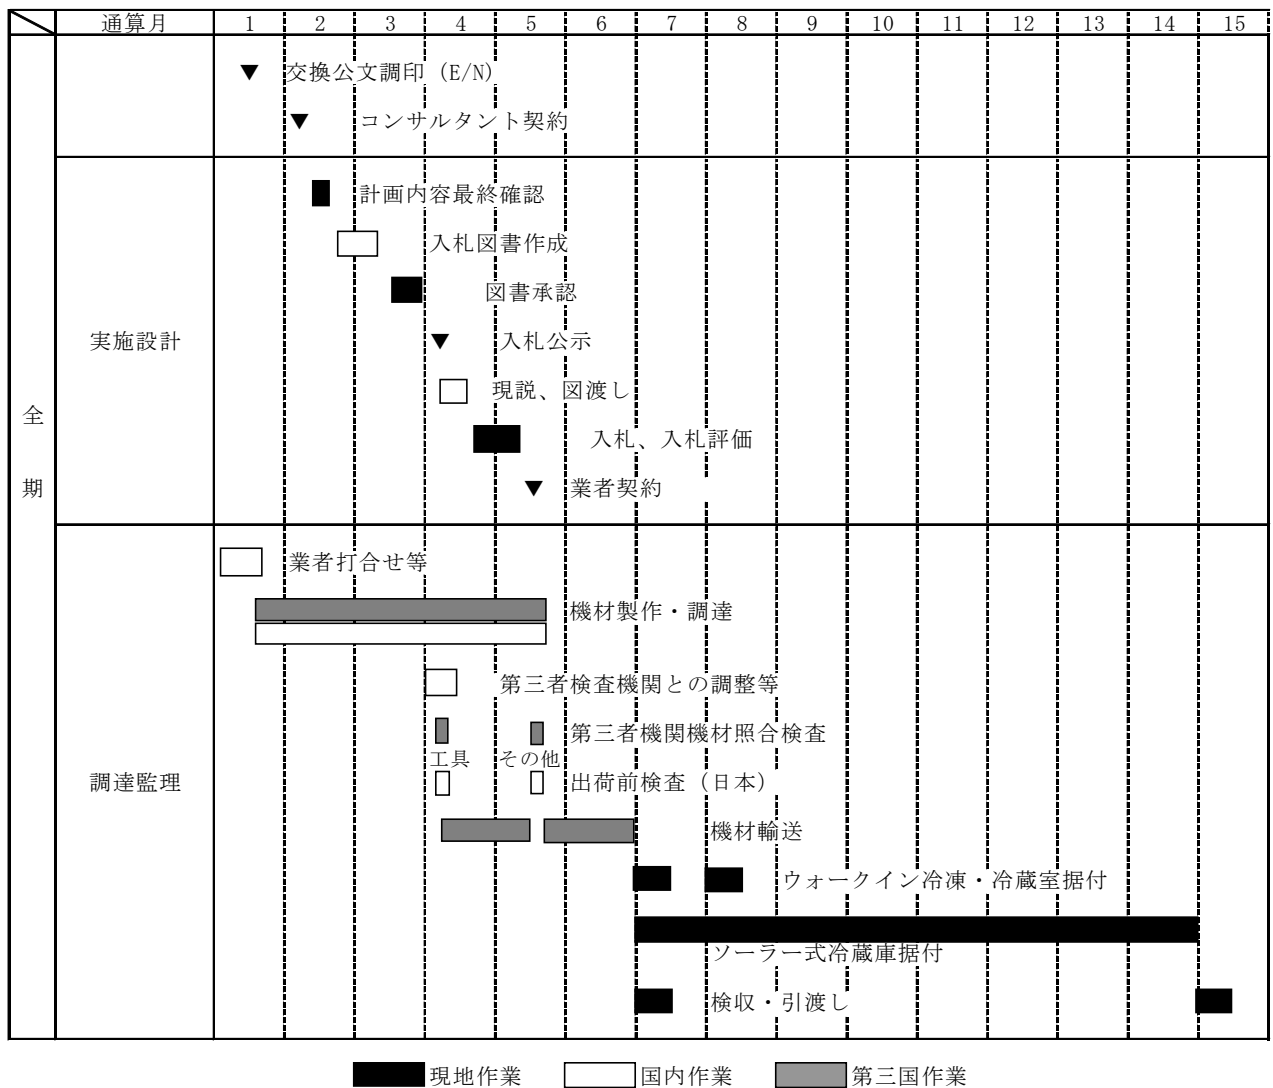 通算月 1 2 3 4 5 6 7 8 9 10 11 12 13 14 15
交換公文調印（E/N）
コンサルタント契約
計画内容最終確認
入札図書作成
図書承認
実施設計
入札公示
現説、図渡し
全
入札、入札評価
期
業者契約
業者打合せ等
機材製作・調達
第三者検査機関との調整等
第三者機関機材照合検査
工具 その他
調達監理
出荷前検査（日本）
機材輸送
ウォークイン冷凍・冷蔵室据付
ソーラー式冷蔵庫据付
検収・引渡し
現地作業 国内作業 第三国作業